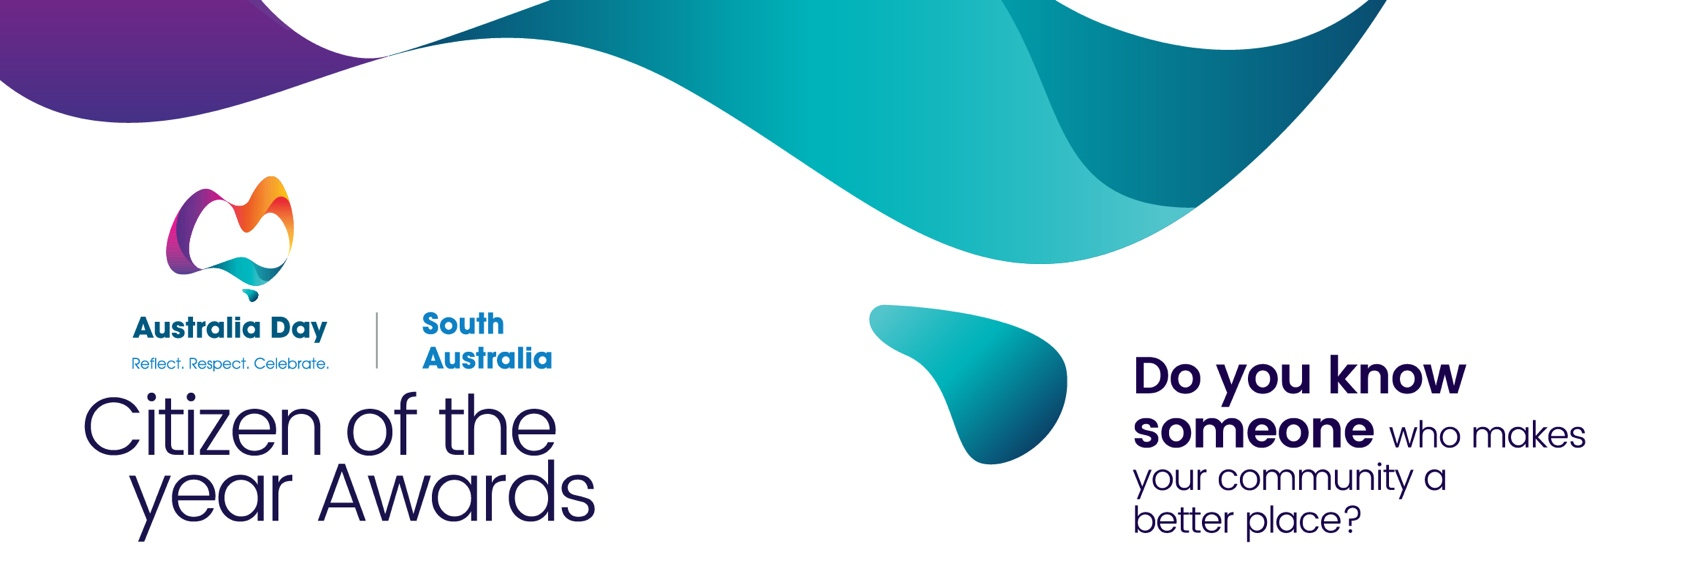 Australia Day
Reflect. Respect. Celebrate.
South
Australia
Citizen of the
year Awards
Do you know
someone who makes
your community a
better place?